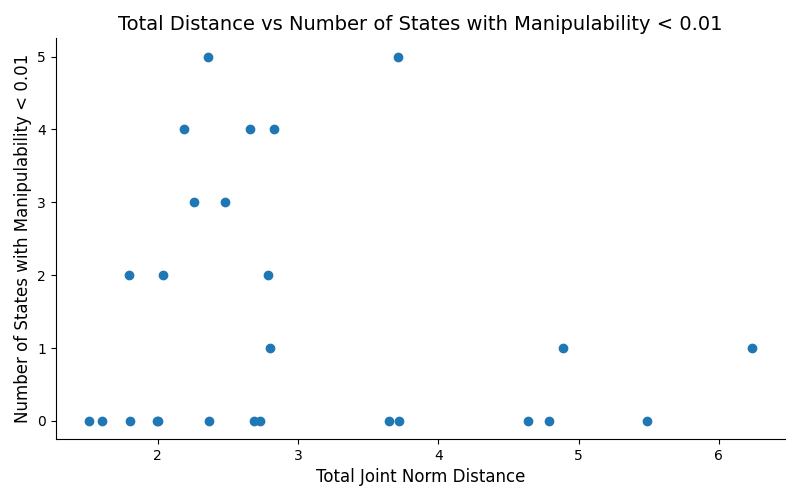 Total Distance vs Number of States with Manipulability < 0.01
Number of States with Manipulability < 0.01
5
4
3
2
1
0
2 3 4 5 6
Total Joint Norm Distance